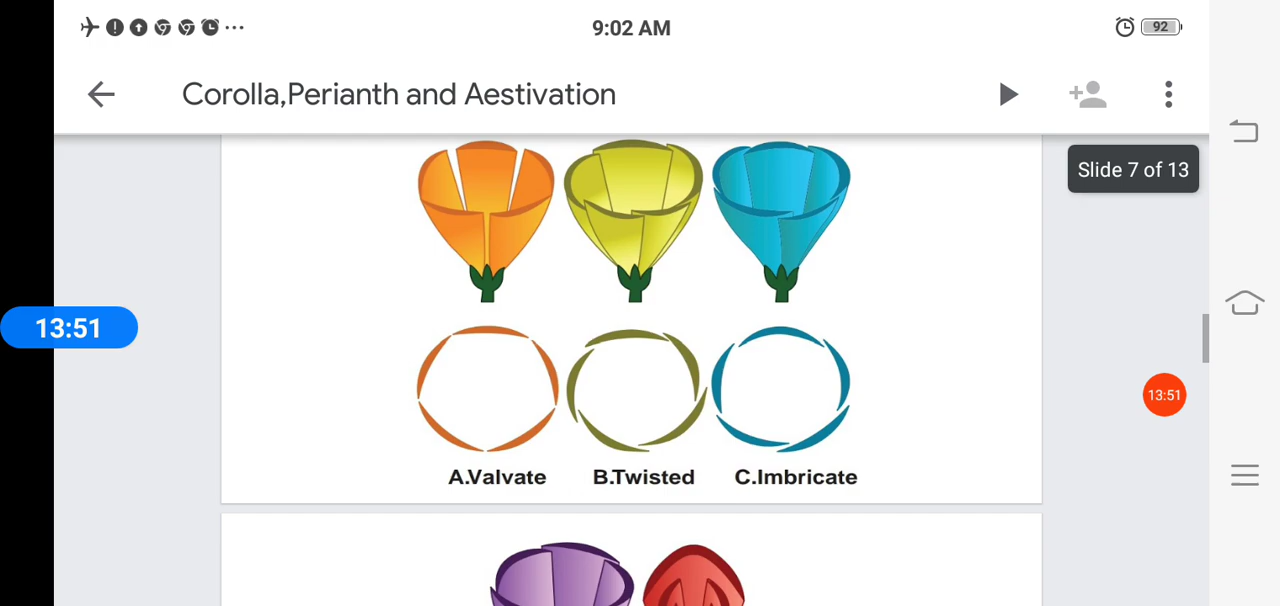 9:02 AM
92
Corolla,Perianth and Aestivation
Slide 7 of 13
13:51
13:51
A.Valvate B.Twisted C.Imbricate